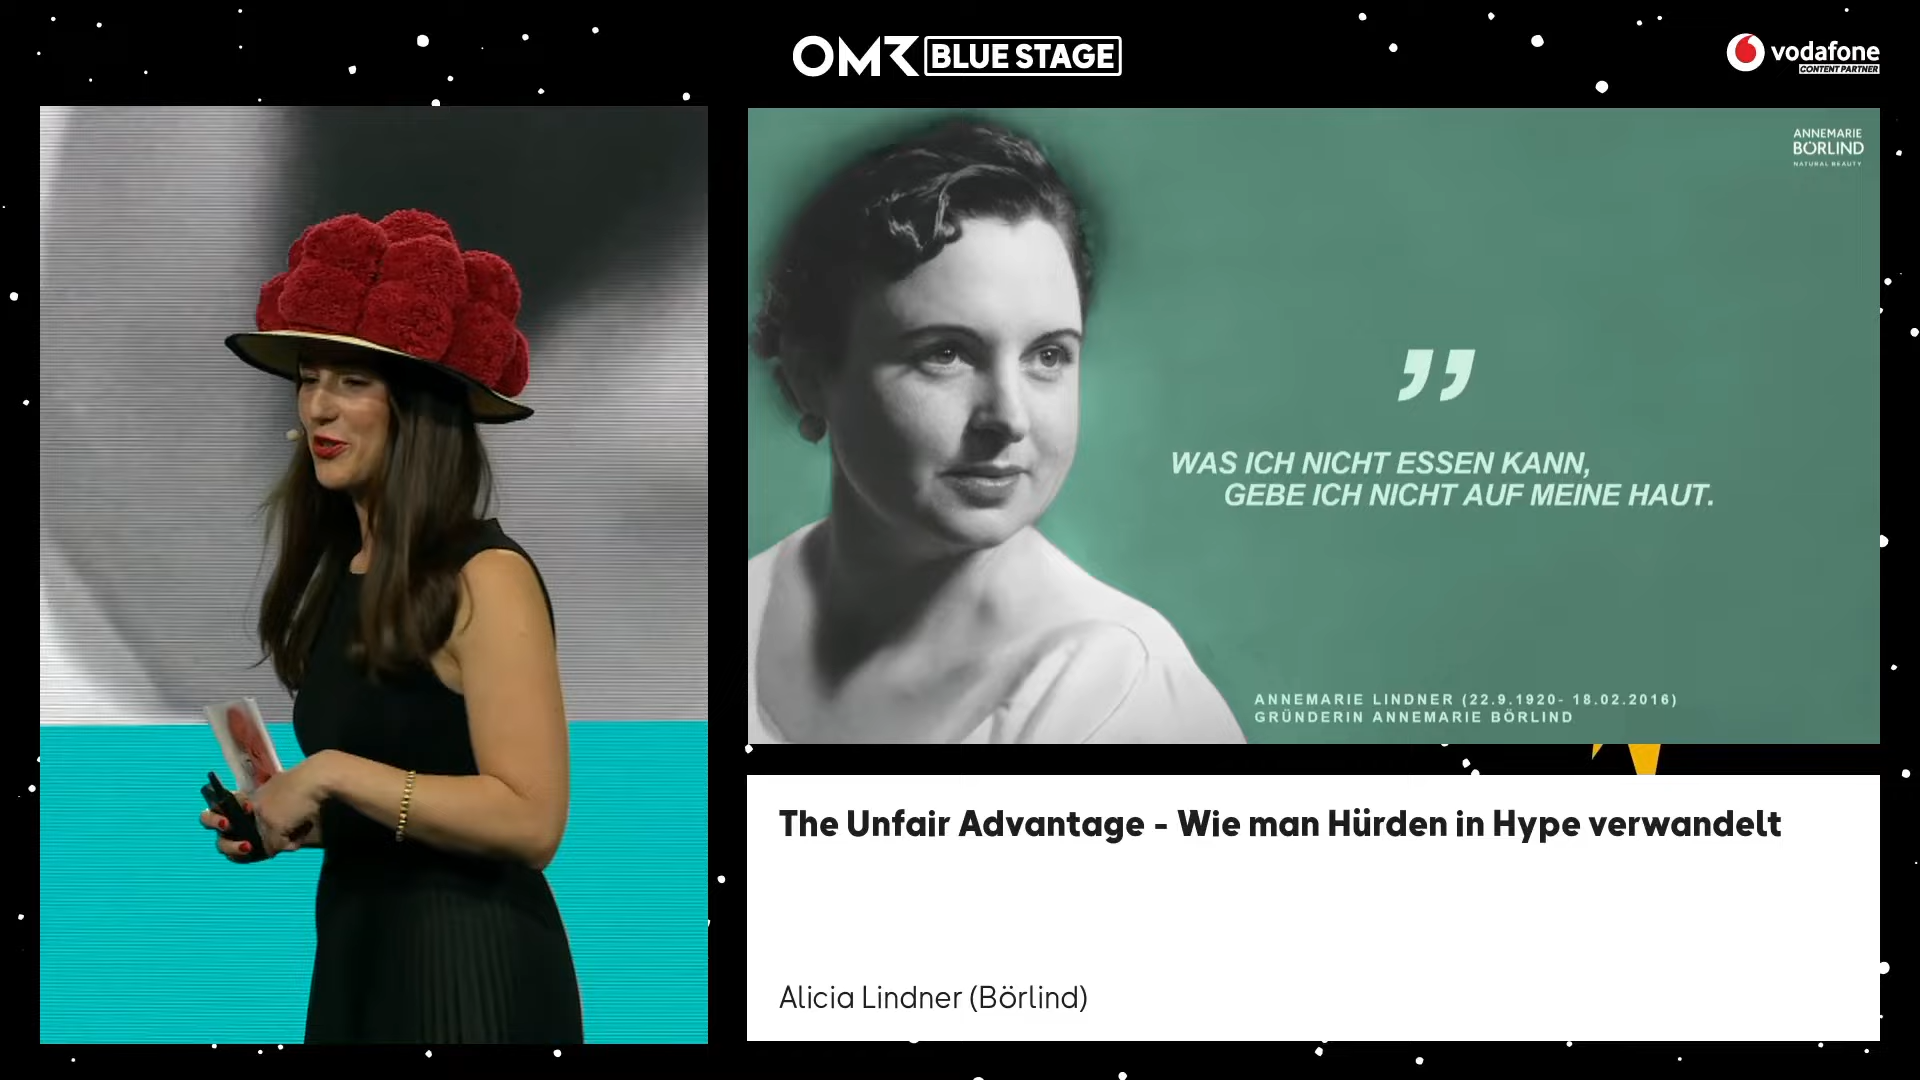 OMR BLUE STAGE
vodafone
CONTENT PARTNER
ANNEMARIE
BÖRLIND
NATURAL BEAUTY
”
WAS ICH NICHT ESSEN KANN,
GEBE ICH NICHT AUF MEINE HAUT.
ANNEMARIE LINDNER (22.9.1920- 18.02.2016)
GRÜNDERIN ANNEMARIE BÖRLIND
The Unfair Advantage - Wie man Hürden in Hype verwandelt
Alicia Lindner (Börlind)